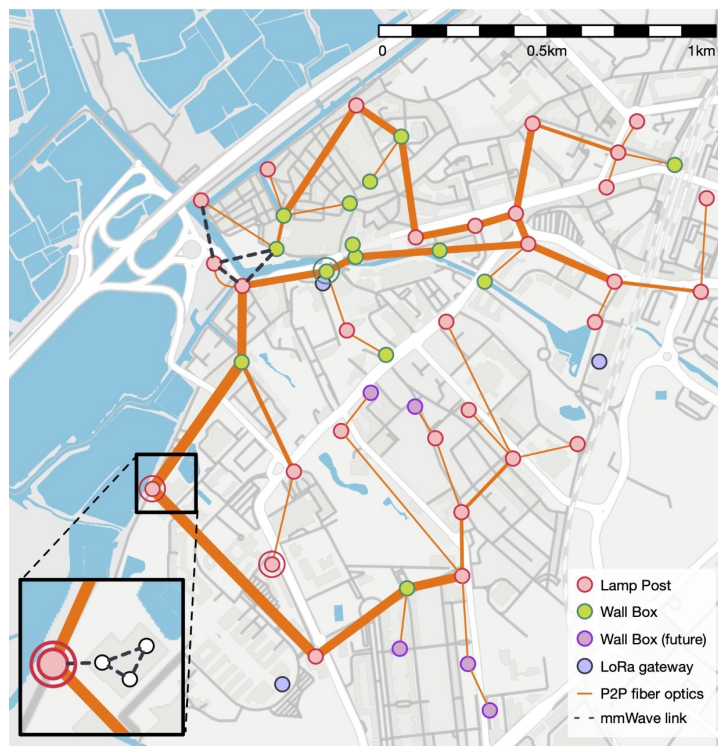 0 0.5km 1km
Lamp Post
Wall Box
Wall Box (future)
LoRa gateway
P2P fiber optics
mmWave link